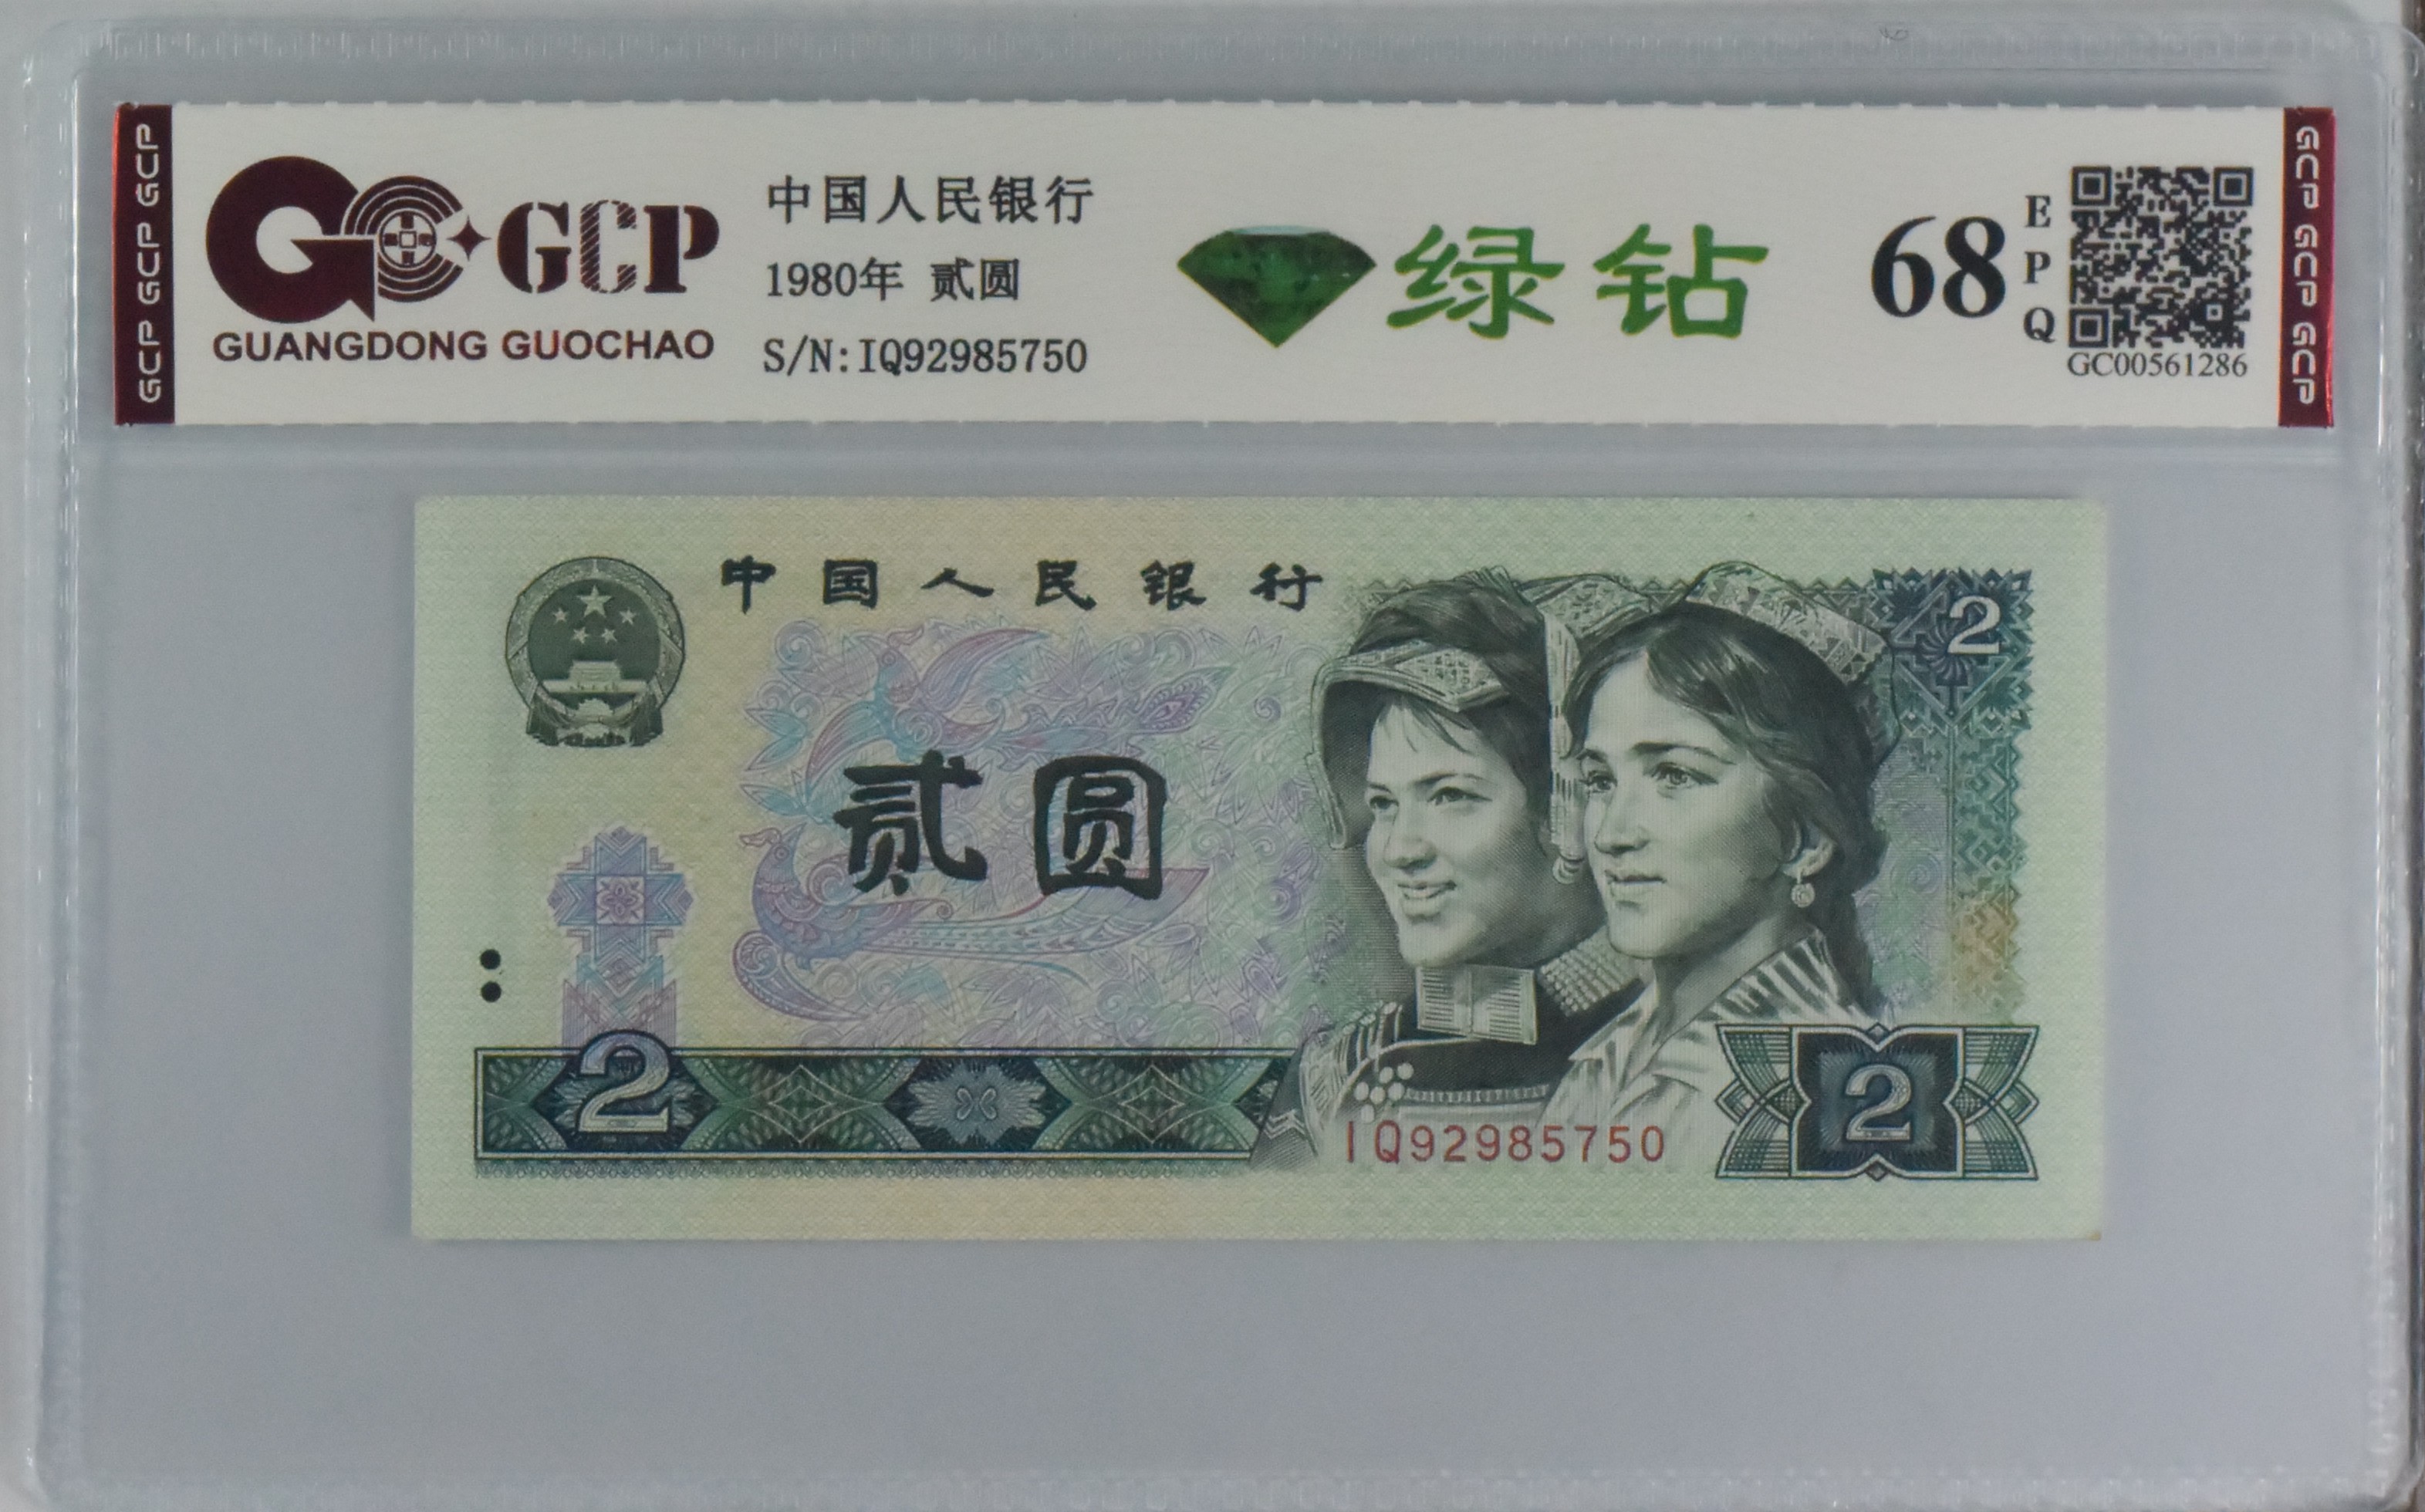 GCP GCP GCP
GCP
GUANGDONG GUOCHAO
中国人民银行
1980年 贰圆
S/N:IQ92985750
绿钻
68
E
P
Q
GC00561286
GCP GCP GCP
中国人民银行
2
贰圆
2
2
IQ92985750